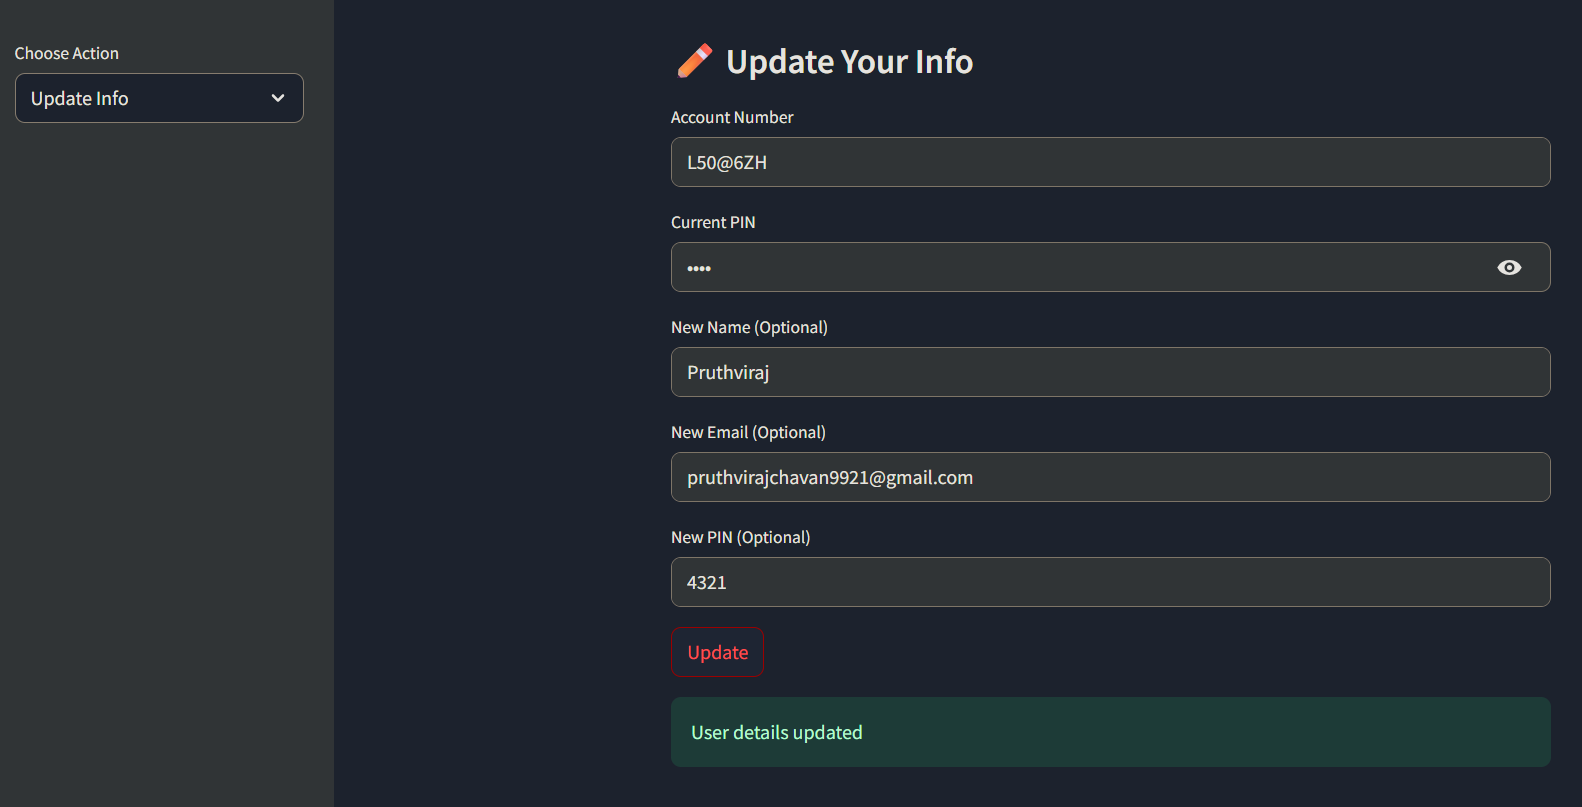 Choose Action
Update Info
Update Your Info
Account Number
L50@6ZH
Current PIN
••••
New Name (Optional)
Pruthviraj
New Email (Optional)
pruthvirajchavan9921@gmail.com
New PIN (Optional)
4321
Update
User details updated